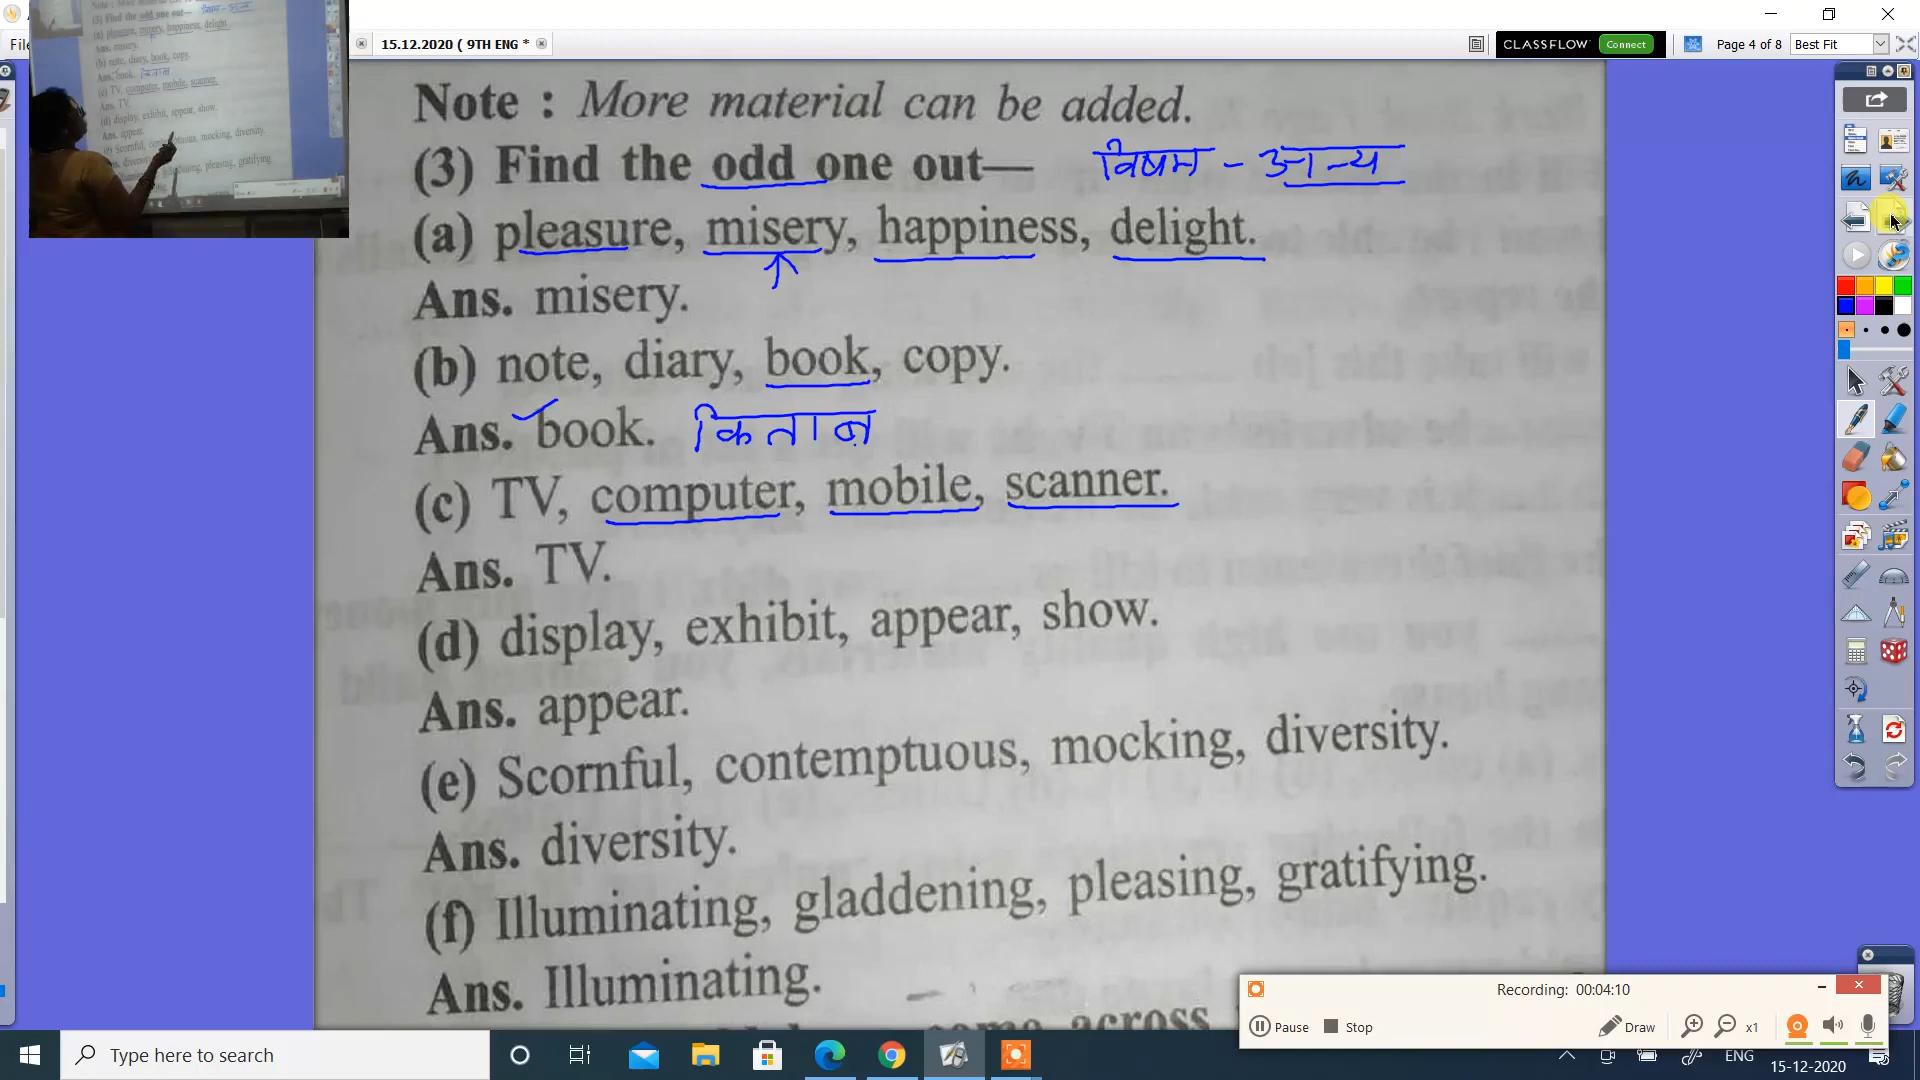 15.12.2020 ( 9TH ENG *
CLASSFLOW Connect
Page 4 of 8
Best Fit
Note : More material can be added.
(3) Find the odd one out— विषम - अन्य
(a) pleasure, misery, happiness, delight.
Ans. misery.
(b) note, diary, book, copy.
Ans. book. किताब
(c) TV, computer, mobile, scanner.
Ans. TV.
(d) display, exhibit, appear, show.
Ans. appear.
(e) Scornful, contemptuous, mocking, diversity.
Ans. diversity.
(f) Illuminating, gladdening, pleasing, gratifying.
Ans. Illuminating.
come across
Recording: 00:04:10
Pause Stop Draw x1
Type here to search
ENG
15-12-2020